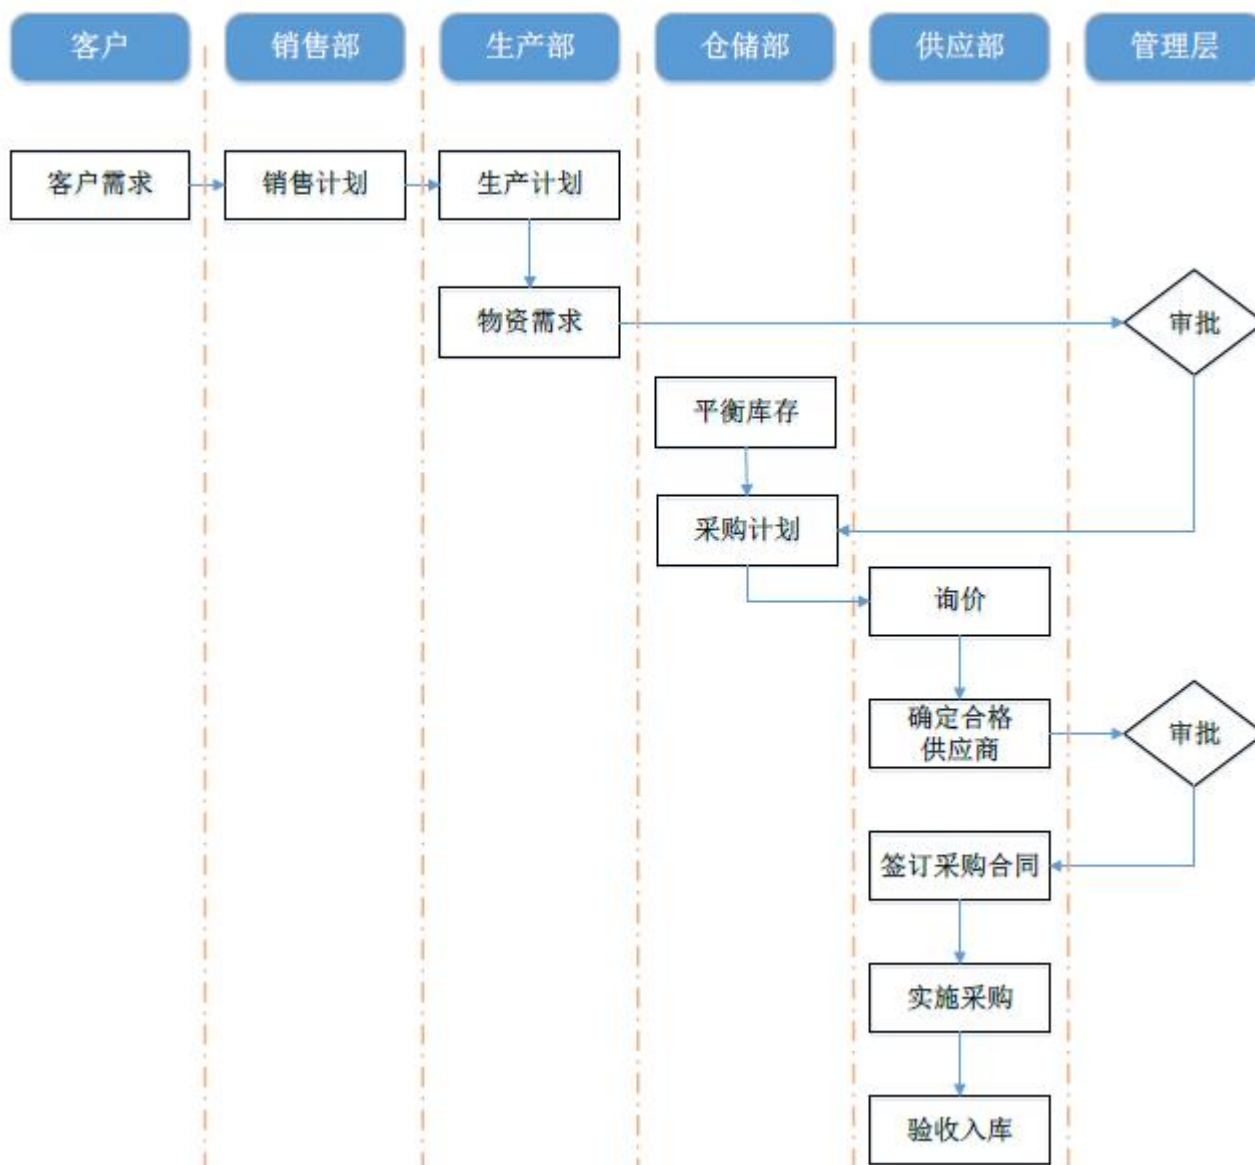 客户
销售部
生产部
仓储部
供应部
管理层
客户需求
销售计划
生产计划
物资需求
审批
平衡库存
采购计划
询价
确定合格
供应商
审批
签订采购合同
实施采购
验收入库